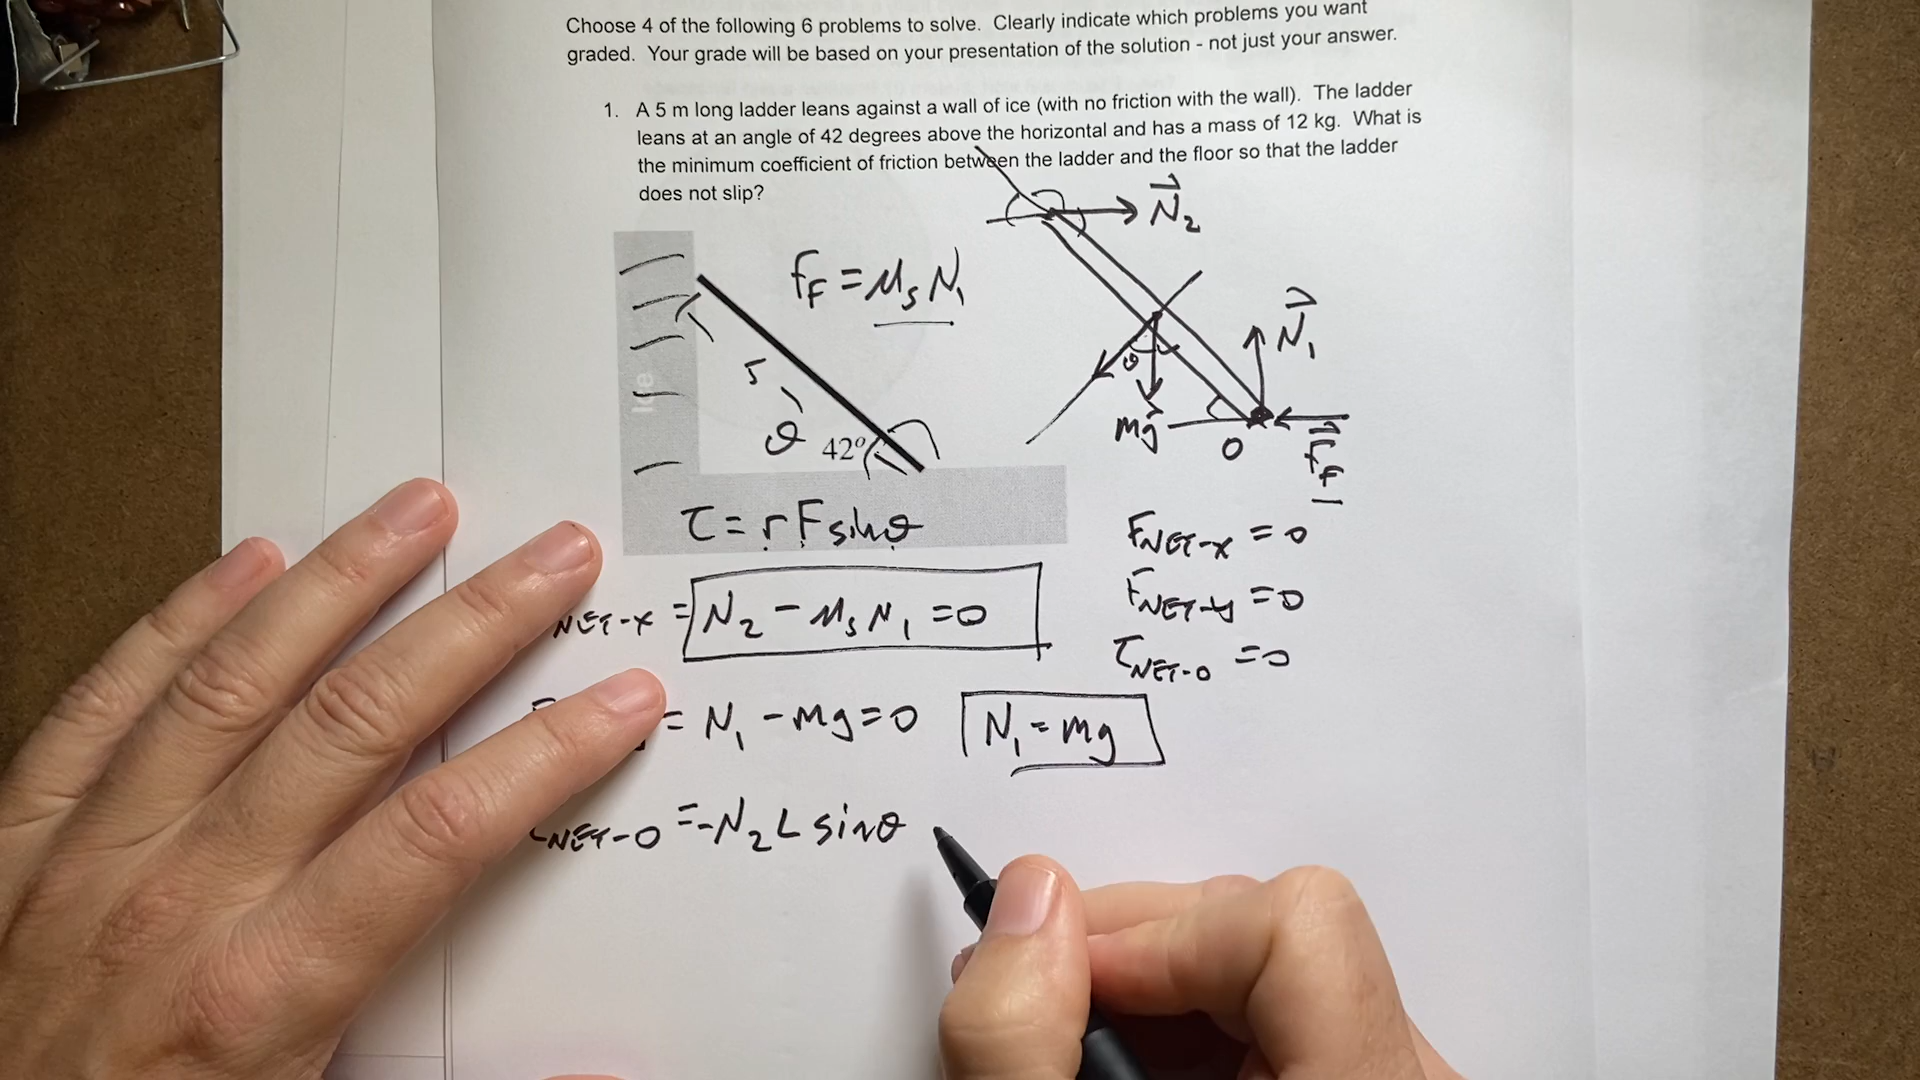 Choose 4 of the following 6 problems to solve. Clearly indicate which problems you want
graded. Your grade will be based on your presentation of the solution - not just your answer.
1. A 5 m long ladder leans against a wall of ice (with no friction with the wall). The ladder
leans at an angle of 42 degrees above the horizontal and has a mass of 12 kg. What is
the minimum coefficient of friction between the ladder and the floor so that the ladder
does not slip?
N₂
F_F = μ_s N₁
N₁
Ice
5
θ
mg
θ 42°
O
F_F
τ = rF sinθ
F_NET-x = 0
NET-x = N₂ - μ_s N₁ = 0
F_NET-y = 0
τ_NET-O = 0
= N₁ - mg = 0
N₁ = mg
τ_NET-O = -N₂ L sinθ